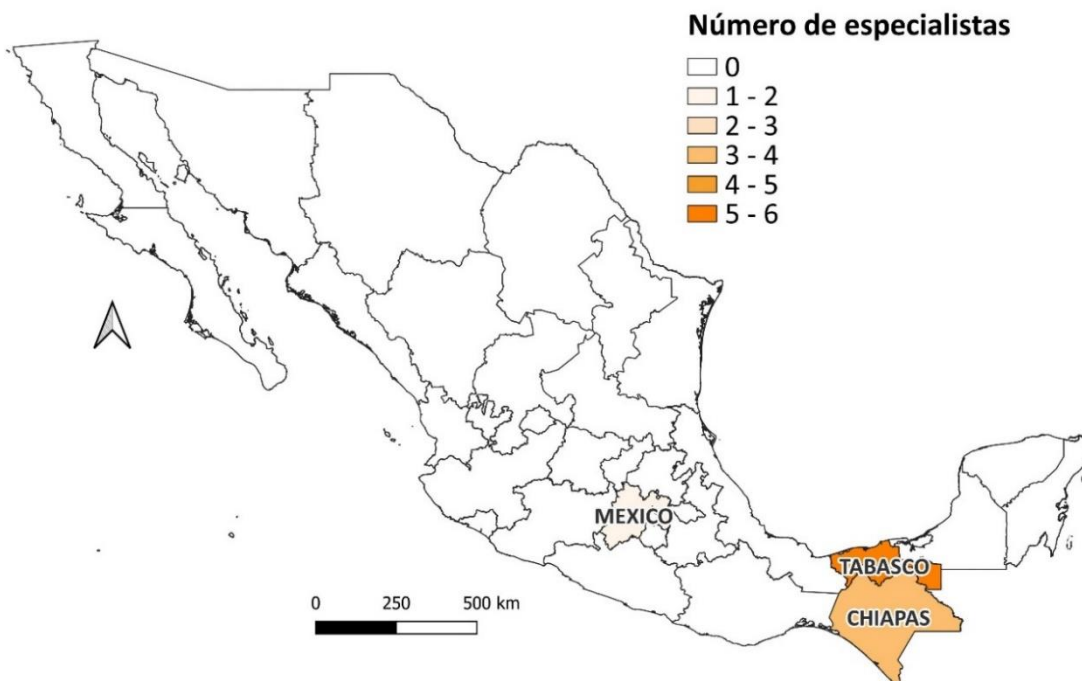 Número de especialistas
0
1 - 2
2 - 3
3 - 4
4 - 5
5 - 6
MEXICO
TABASCO
CHIAPAS
0 250 500 km